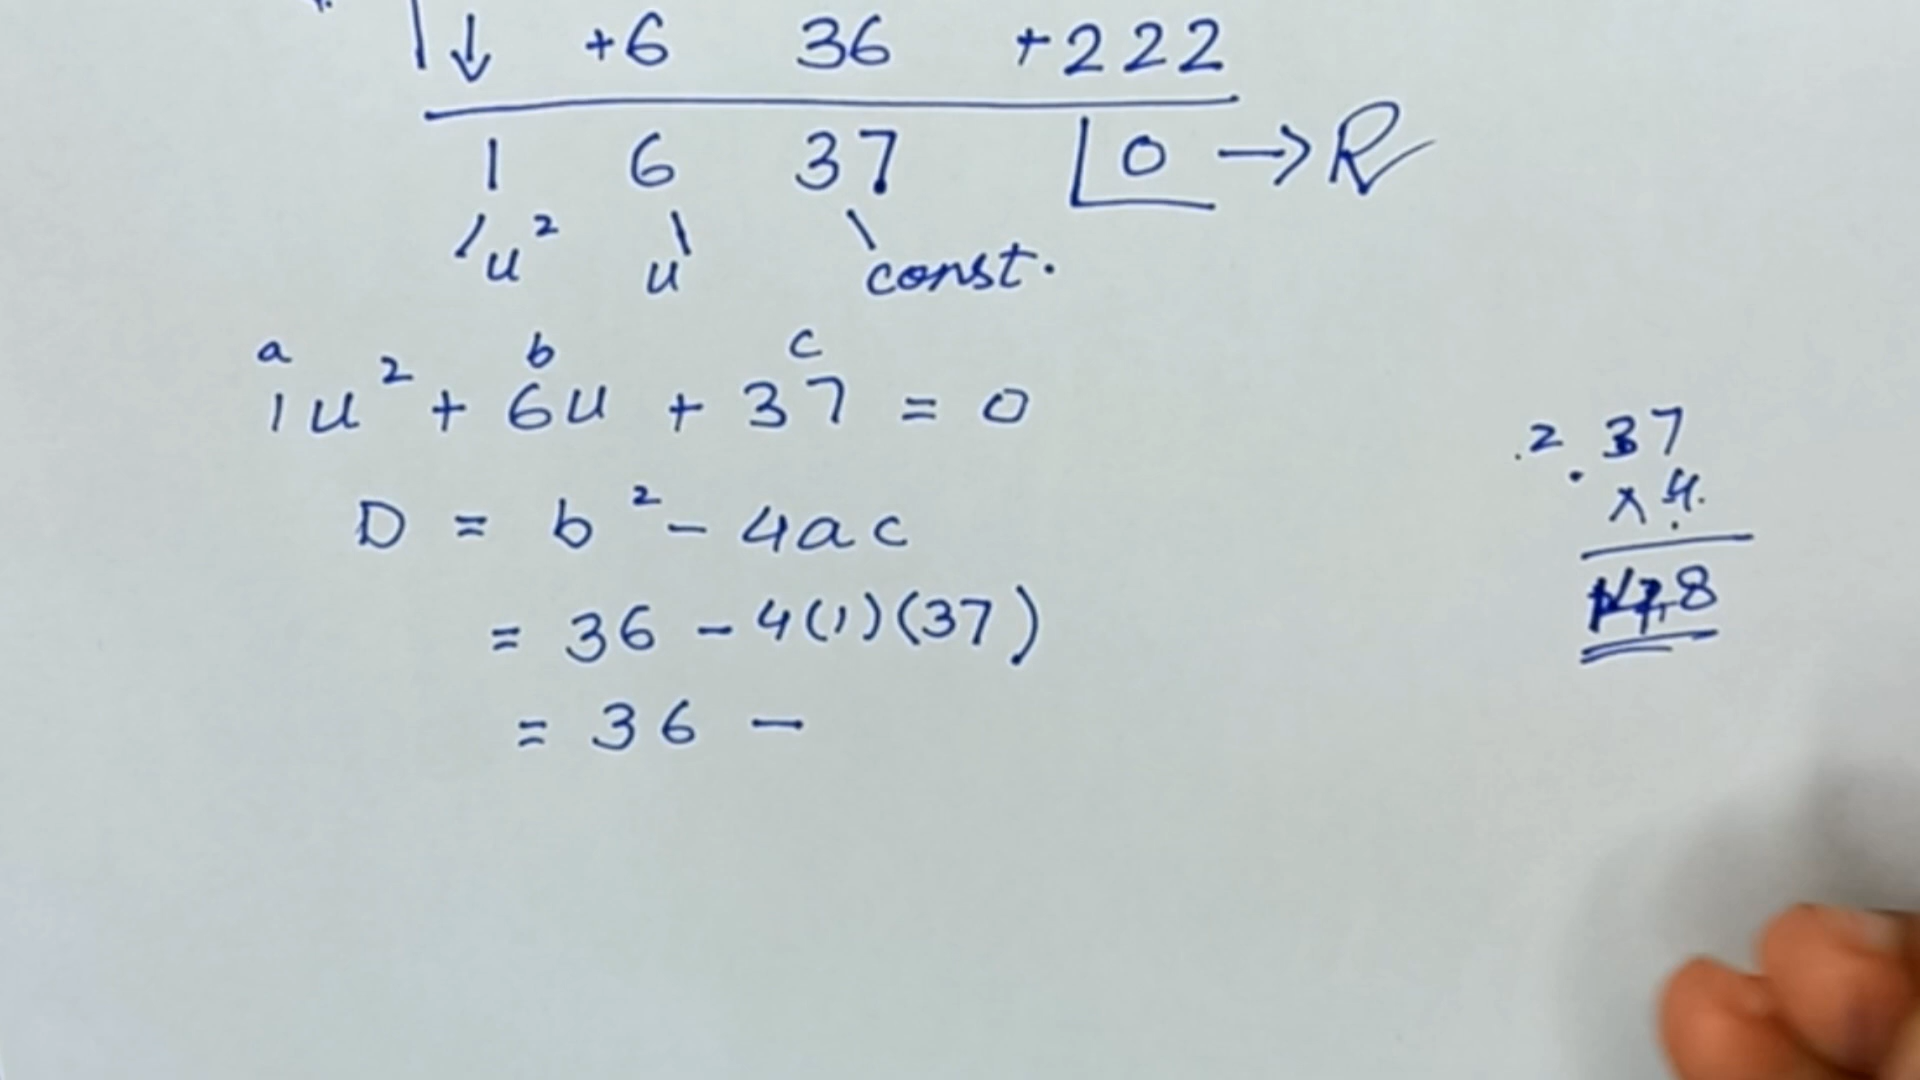 ↓ +6 36 +222
1 6 37 0 → R
u² u const.
a b c
1u² + 6u + 37 = 0
D = b² - 4ac
= 36 - 4(1)(37)
= 36 -
2 37
× 4
148